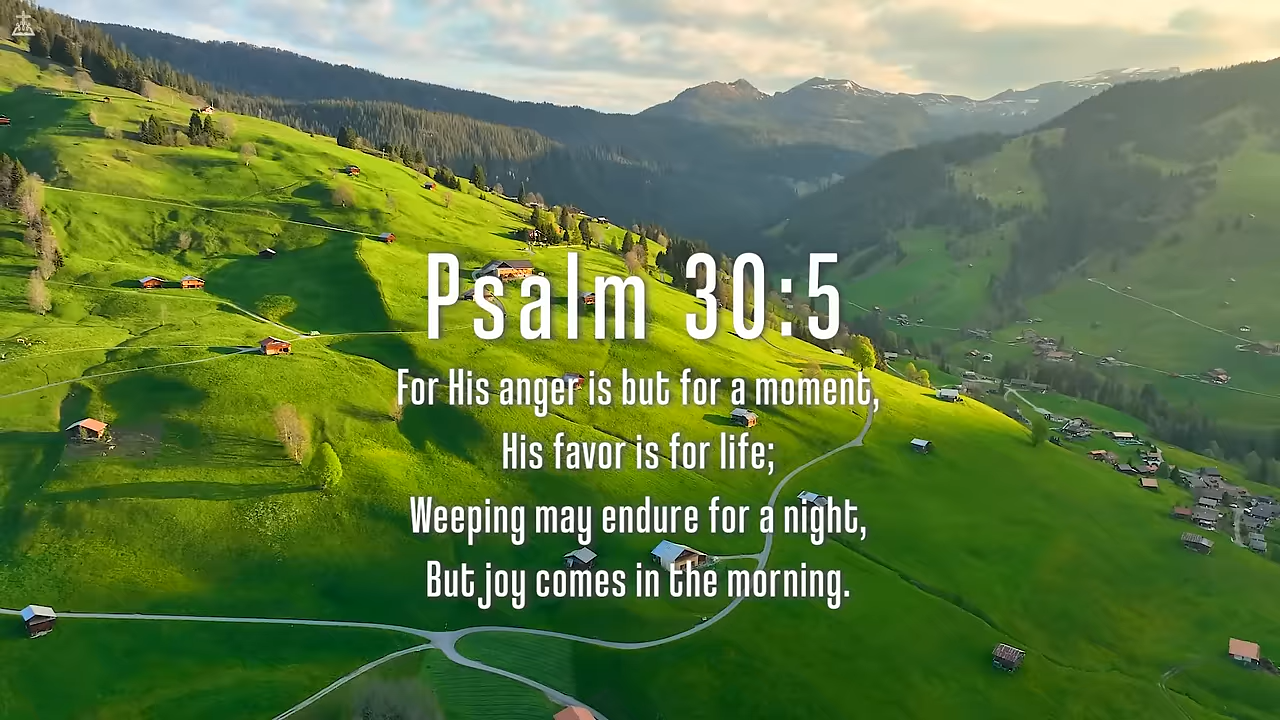 Psalm 30:5
For His anger is but for a moment,
His favor is for life;
Weeping may endure for a night,
But joy comes in the morning.